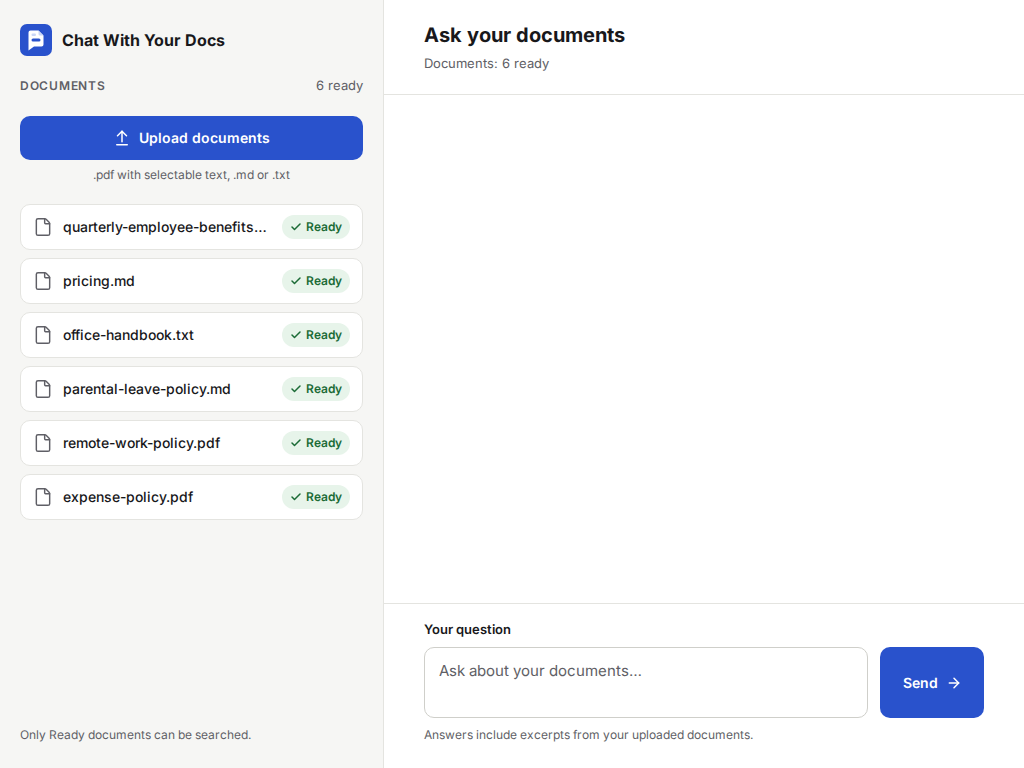 Chat With Your Docs
DOCUMENTS 6 ready
Upload documents
.pdf with selectable text, .md or .txt
quarterly-employee-benefits... Ready
pricing.md Ready
office-handbook.txt Ready
parental-leave-policy.md Ready
remote-work-policy.pdf Ready
expense-policy.pdf Ready
Only Ready documents can be searched.
Ask your documents
Documents: 6 ready
Your question
Ask about your documents...
Send
Answers include excerpts from your uploaded documents.